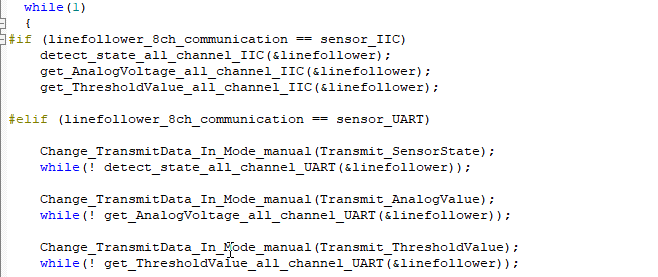 while(1)
{
#if (linefollower_8ch_communication == sensor_IIC)
detect_state_all_channel_IIC(&linefollower);
get_AnalogVoltage_all_channel_IIC(&linefollower);
get_ThresholdValue_all_channel_IIC(&linefollower);
#elif (linefollower_8ch_communication == sensor_UART)
Change_TransmitData_In_Mode_manual(Transmit_SensorState);
while(! detect_state_all_channel_UART(&linefollower));
Change_TransmitData_In_Mode_manual(Transmit_AnalogValue);
while(! get_AnalogVoltage_all_channel_UART(&linefollower));
Change_TransmitData_In_Mode_manual(Transmit_ThresholdValue);
while(! get_ThresholdValue_all_channel_UART(&linefollower));